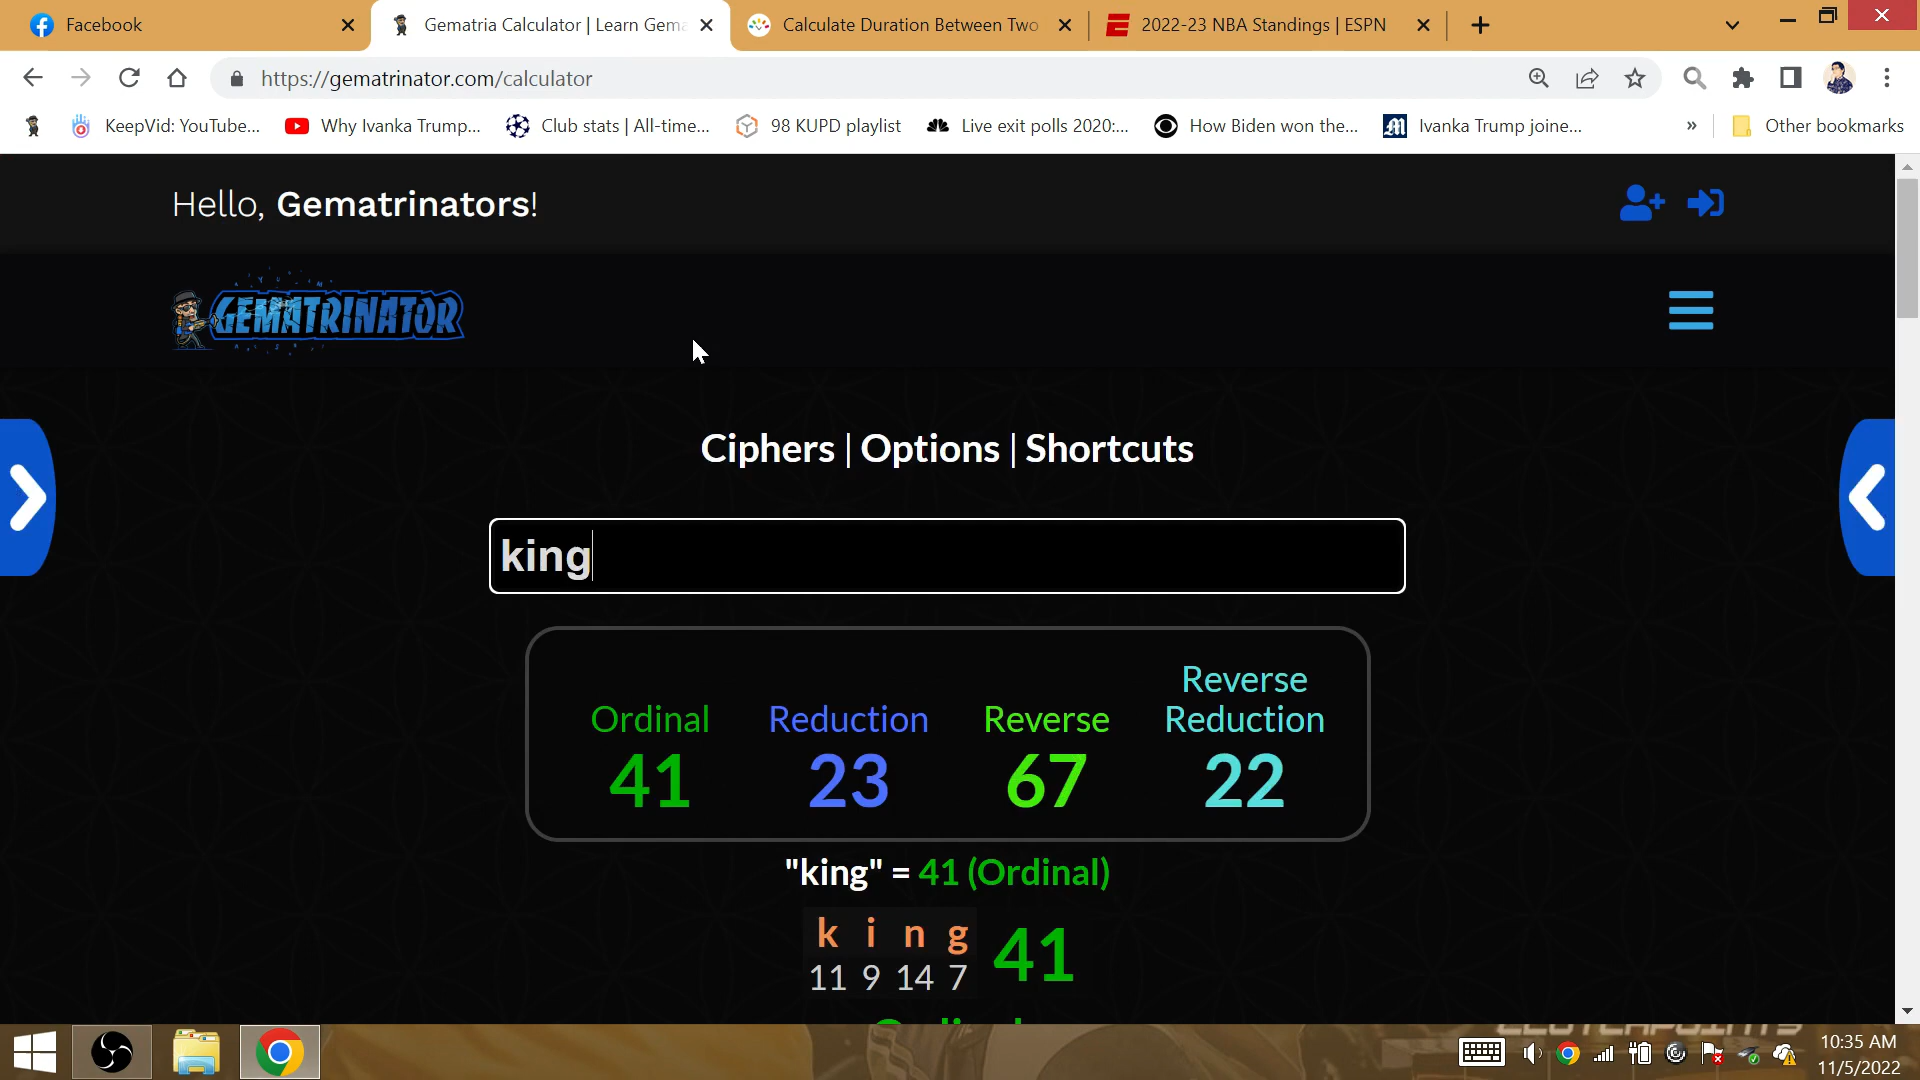 Facebook
Gematria Calculator | Learn Gema
Calculate Duration Between Two
2022-23 NBA Standings | ESPN
https://gematrinator.com/calculator
KeepVid: YouTube...
Why Ivanka Trump...
Club stats | All-time...
98 KUPD playlist
Live exit polls 2020:...
How Biden won the...
Ivanka Trump joine...
»
Other bookmarks
Hello, Gematrinators!
GEMATRINATOR
Ciphers | Options | Shortcuts
king
Ordinal
41
Reduction
23
Reverse
67
Reverse
Reduction
22
"king" = 41 (Ordinal)
k i n g
11 9 14 7
41
10:35 AM
11/5/2022